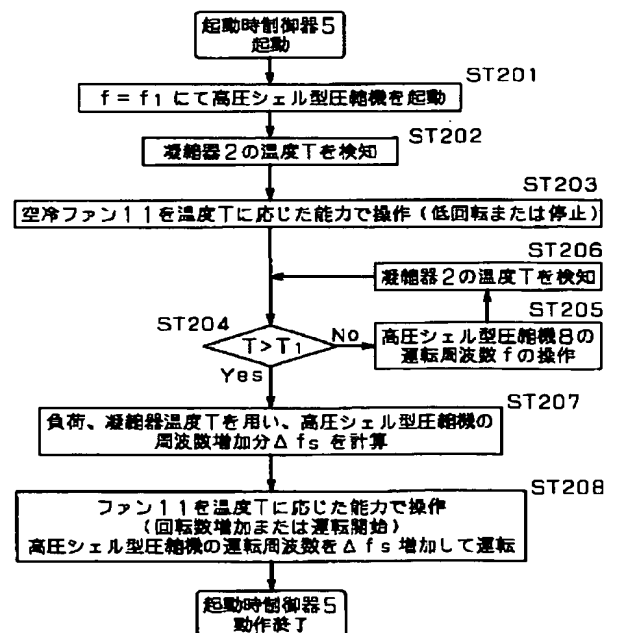 起動時制御器5
起動
ST201
f=f1にて高圧シェル型圧縮機を起動
ST202
凝縮器2の温度Tを検知
ST203
空冷ファン11を温度Tに応じた能力で操作(低回転または停止)
ST206
凝縮器2の温度Tを検知
ST205
高圧シェル型圧縮機8の
運転周波数fの操作
ST204
T>T1
No
Yes
ST207
負荷、凝縮器温度Tを用い、高圧シェル型圧縮機の
周波数増加分Δfsを計算
ST208
ファン11を温度Tに応じた能力で操作
(回転数増加または運転開始)
高圧シェル型圧縮機の運転周波数をΔfs増加して運転
起動時制御器5
動作終了